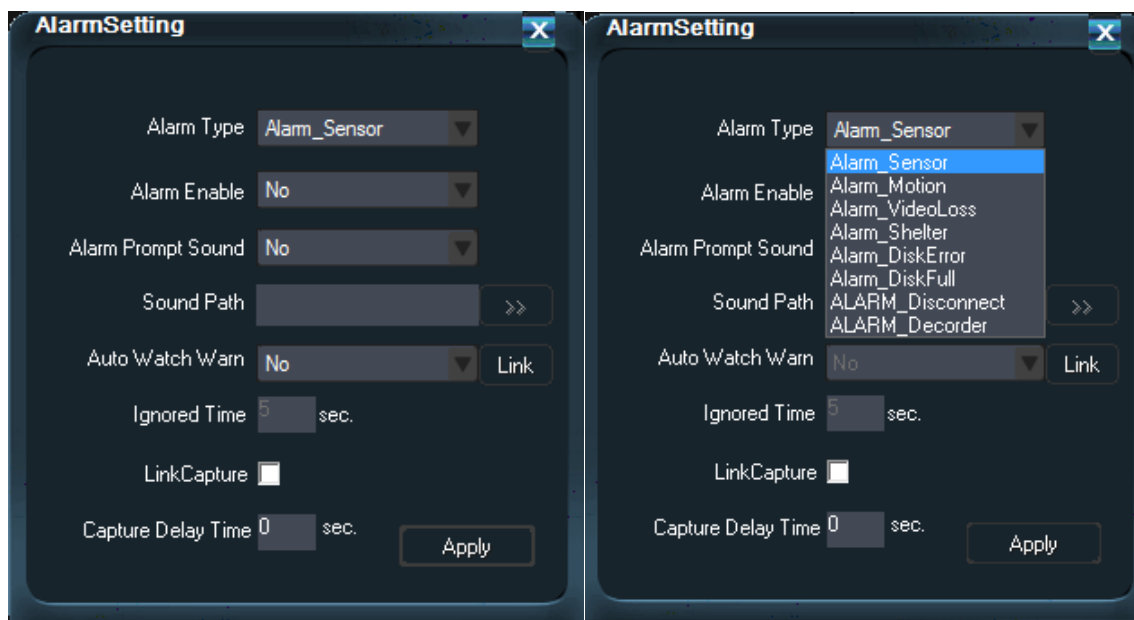 AlarmSetting
X
Alarm Type Alarm_Sensor
Alarm Enable No
Alarm Prompt Sound No
Sound Path >>
Auto Watch Warn No Link
Ignored Time 5 sec.
LinkCapture
Capture Delay Time 0 sec.
Apply
AlarmSetting
X
Alarm Type Alarm_Sensor
Alarm_Sensor
Alarm_Motion
Alarm Enable
Alarm_VideoLoss
Alarm_Shelter
Alarm Prompt Sound
Alarm_DiskError
Alarm_DiskFull
Sound Path ALARM_Disconnect >>
ALARM_Decorder
Auto Watch Warn No Link
Ignored Time 5 sec.
LinkCapture
Capture Delay Time 0 sec.
Apply